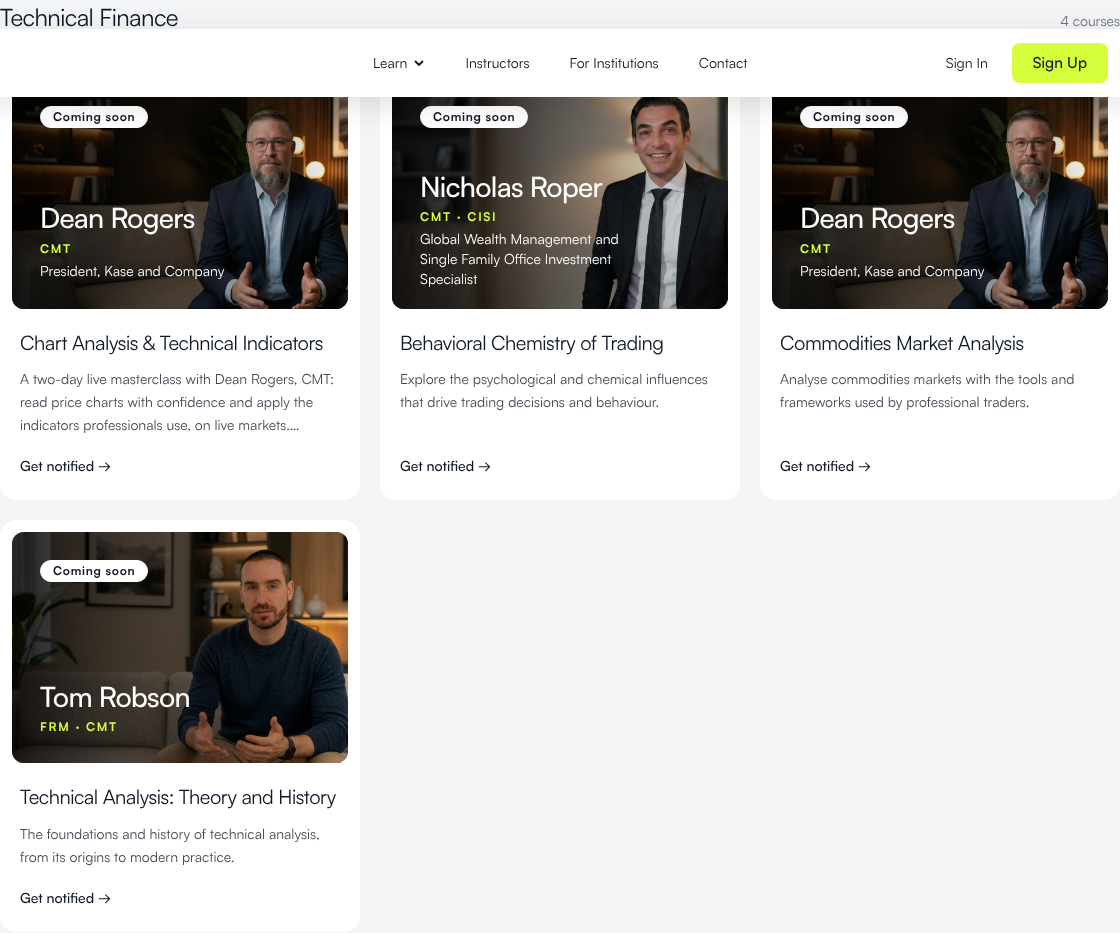 Technical Finance
4 courses
Learn
Instructors
For Institutions
Contact
Sign In
Sign Up
Coming soon
Dean Rogers
CMT
President, Kase and Company
Chart Analysis & Technical Indicators
A two-day live masterclass with Dean Rogers, CMT:
read price charts with confidence and apply the
indicators professionals use, on live markets....
Get notified →
Coming soon
Nicholas Roper
CMT · CISI
Global Wealth Management and
Single Family Office Investment
Specialist
Behavioral Chemistry of Trading
Explore the psychological and chemical influences
that drive trading decisions and behaviour.
Get notified →
Coming soon
Dean Rogers
CMT
President, Kase and Company
Commodities Market Analysis
Analyse commodities markets with the tools and
frameworks used by professional traders.
Get notified →
Coming soon
Tom Robson
FRM · CMT
Technical Analysis: Theory and History
The foundations and history of technical analysis,
from its origins to modern practice.
Get notified →